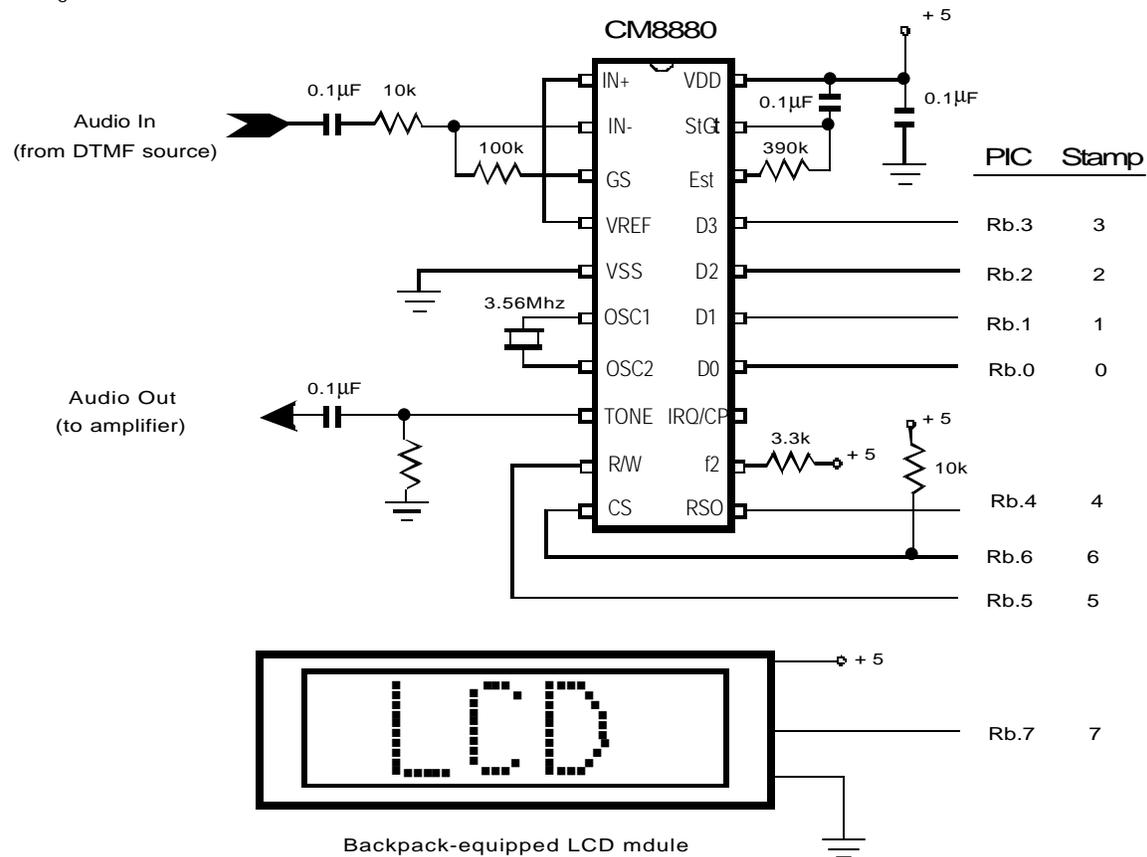 CM8880
+ 5
0.1µF 10k
Audio In
(from DTMF source)
100k
IN+ VDD
IN- StGt
GS Est
VREF D3
VSS D2
OSC1 D1
OSC2 D0
TONE IRQ/CP
R/W f2
CS RSO
0.1µF 0.1µF
390k
3.56Mhz
Audio Out
(to amplifier)
0.1µF
3.3k
+ 5
+ 5
10k
PIC Stamp
Rb.3 3
Rb.2 2
Rb.1 1
Rb.0 0
Rb.4 4
Rb.6 6
Rb.5 5
+ 5
LCD
Rb.7 7
Backpack-equipped LCD mdule